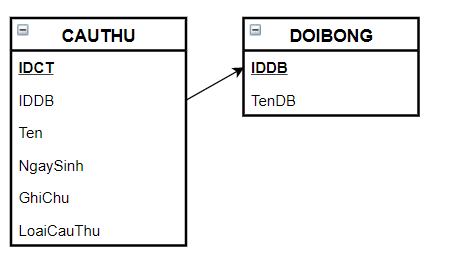 CAUTHU
IDCT
IDDB
Ten
NgaySinh
GhiChu
LoaiCauThu
DOIBONG
IDDB
TenDB